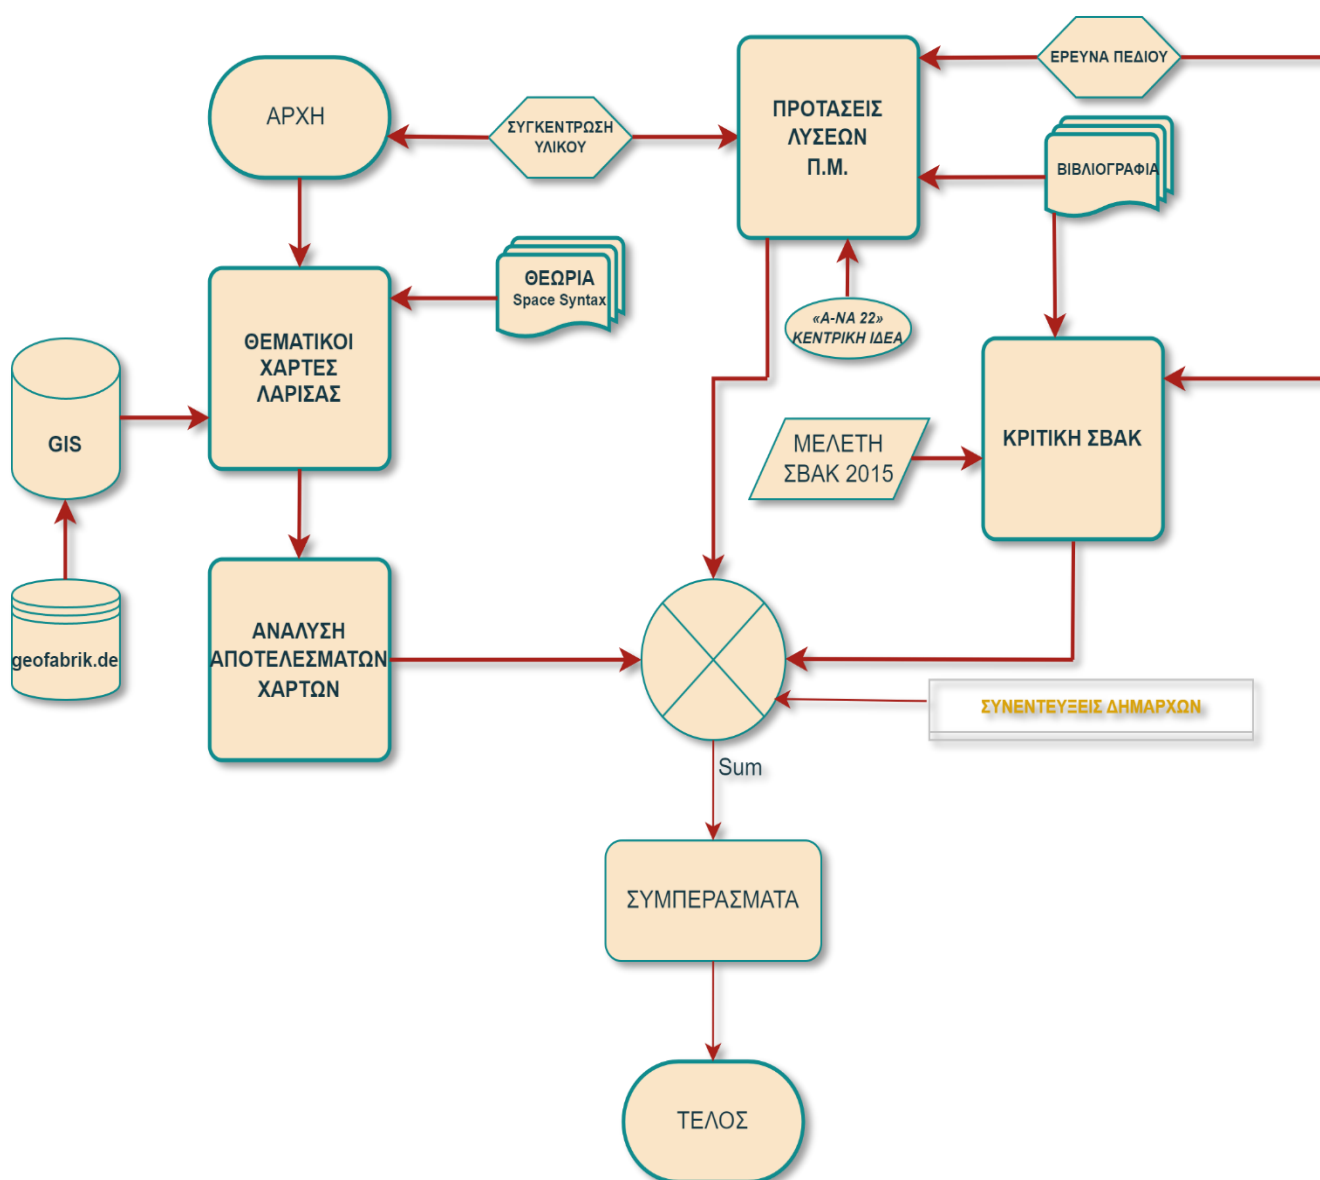 ΑΡΧΗ
ΣΥΓΚΕΝΤΡΩΣΗ
ΥΛΙΚΟΥ
ΠΡΟΤΑΣΕΙΣ
ΛΥΣΕΩΝ
Π.Μ.
ΕΡΕΥΝΑ ΠΕΔΙΟΥ
ΒΙΒΛΙΟΓΡΑΦΙΑ
ΘΕΩΡΙΑ
Space Syntax
«Α-ΝΑ 22»
ΚΕΝΤΡΙΚΗ ΙΔΕΑ
ΘΕΜΑΤΙΚΟΙ
ΧΑΡΤΕΣ
ΛΑΡΙΣΑΣ
GIS
ΜΕΛΕΤΗ
ΣΒΑΚ 2015
ΚΡΙΤΙΚΗ ΣΒΑΚ
geofabrik.de
ΑΝΑΛΥΣΗ
ΑΠΟΤΕΛΕΣΜΑΤΩΝ
ΧΑΡΤΩΝ
ΣΥΝΕΝΤΕΥΞΕΙΣ ΔΗΜΑΡΧΩΝ
Sum
ΣΥΜΠΕΡΑΣΜΑΤΑ
ΤΕΛΟΣ